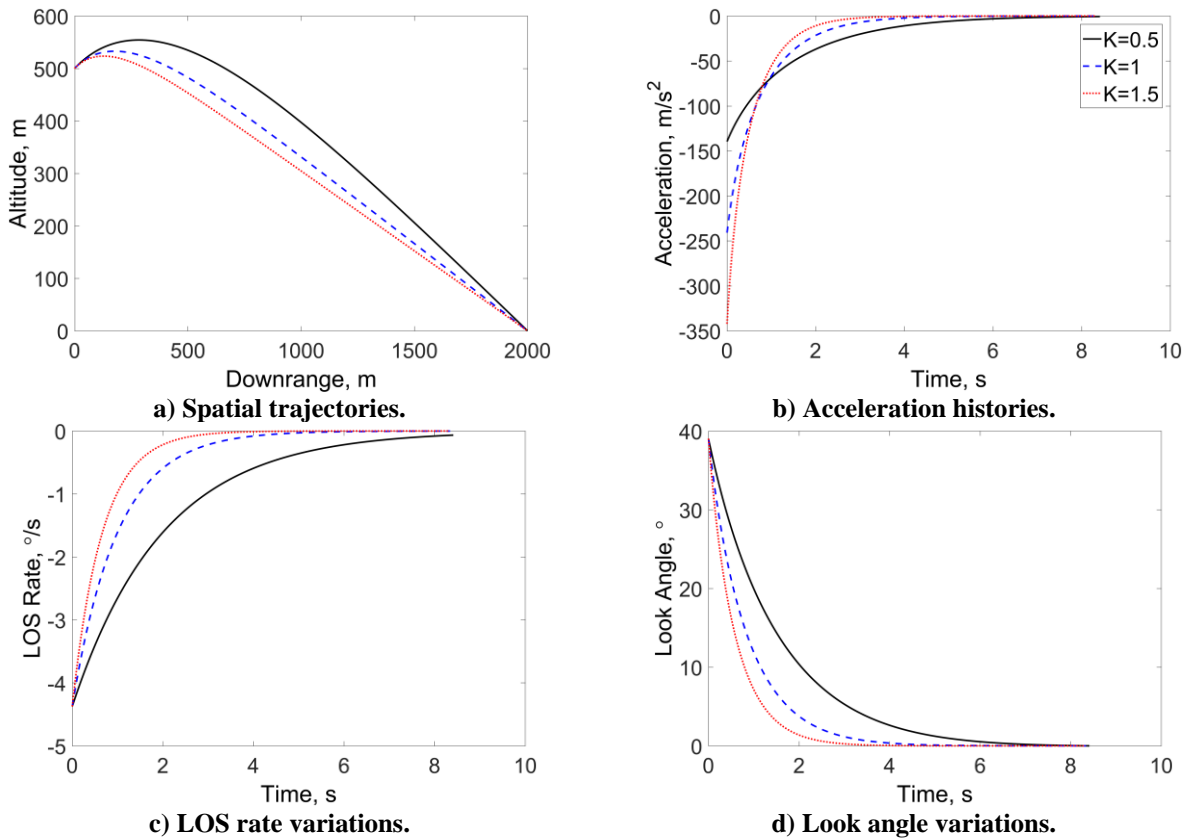 600
500
400
300
200
100
0
Altitude, m
0 500 1000 1500 2000
Downrange, m
a) Spatial trajectories.
0
-50
-100
-150
-200
-250
-300
-350
Acceleration, m/s²
K=0.5
K=1
K=1.5
0 2 4 6 8 10
Time, s
b) Acceleration histories.
0
-1
-2
-3
-4
-5
LOS Rate, °/s
0 2 4 6 8 10
Time, s
c) LOS rate variations.
40
30
20
10
0
Look Angle, °
0 2 4 6 8 10
Time, s
d) Look angle variations.